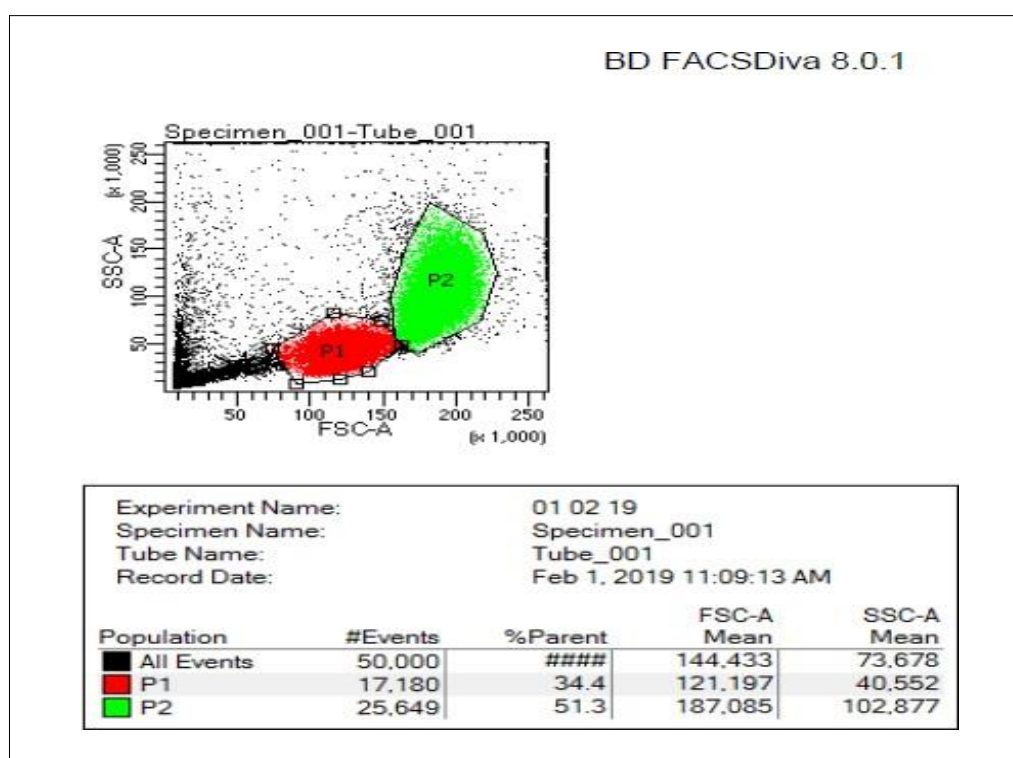 BD FACSDiva 8.0.1
Specimen_001-Tube_001
(x 1,000)
250
200
150
100
50
SSC-A
P2
P1
50 100 150 200 250
FSC-A
(x 1,000)
Experiment Name: 01 02 19
Specimen Name: Specimen_001
Tube Name: Tube_001
Record Date: Feb 1, 2019 11:09:13 AM
FSC-A SSC-A
Population #Events %Parent Mean Mean
All Events 50,000 #### 144,433 73,678
P1 17,180 34.4 121,197 40,552
P2 25,649 51.3 187,085 102,877